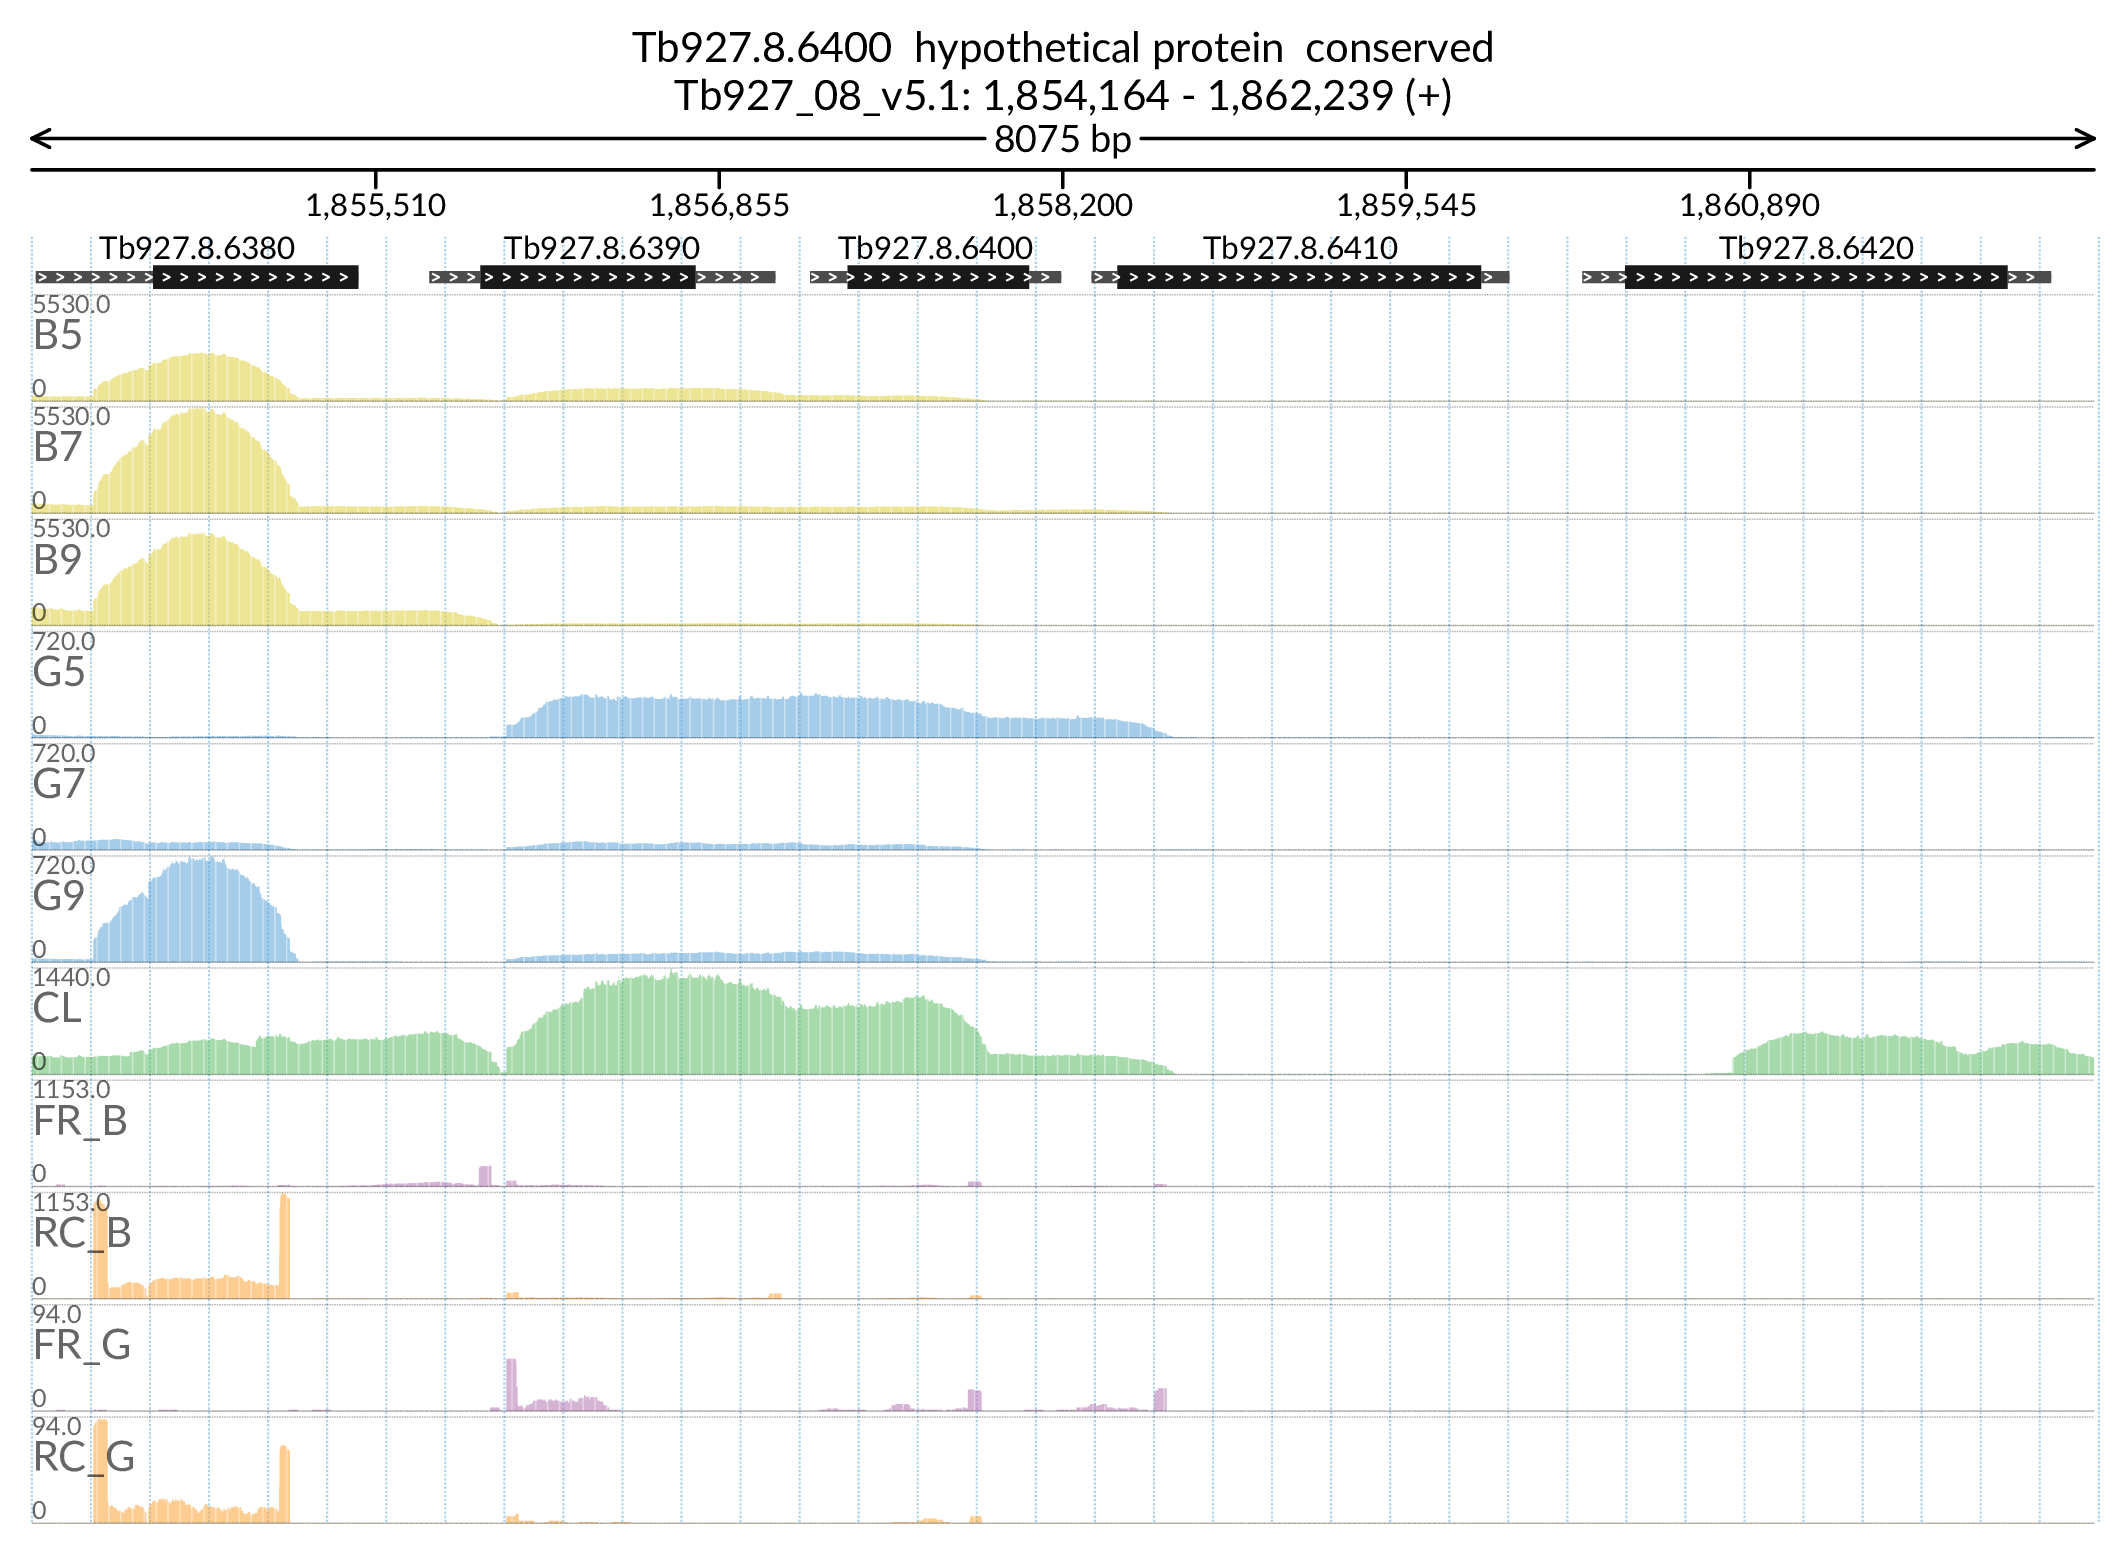 Tb927.8.6400  hypothetical protein  conserved
Tb927_08_v5.1: 1,854,164 - 1,862,239 (+)
8075 bp
1,855,510 1,856,855 1,858,200 1,859,545 1,860,890
Tb927.8.6380 Tb927.8.6390 Tb927.8.6400 Tb927.8.6410 Tb927.8.6420
5530.0
B5
0
5530.0
B7
0
5530.0
B9
0
720.0
G5
0
720.0
G7
0
720.0
G9
0
1440.0
CL
0
1153.0
FR_B
0
1153.0
RC_B
0
94.0
FR_G
0
94.0
RC_G
0